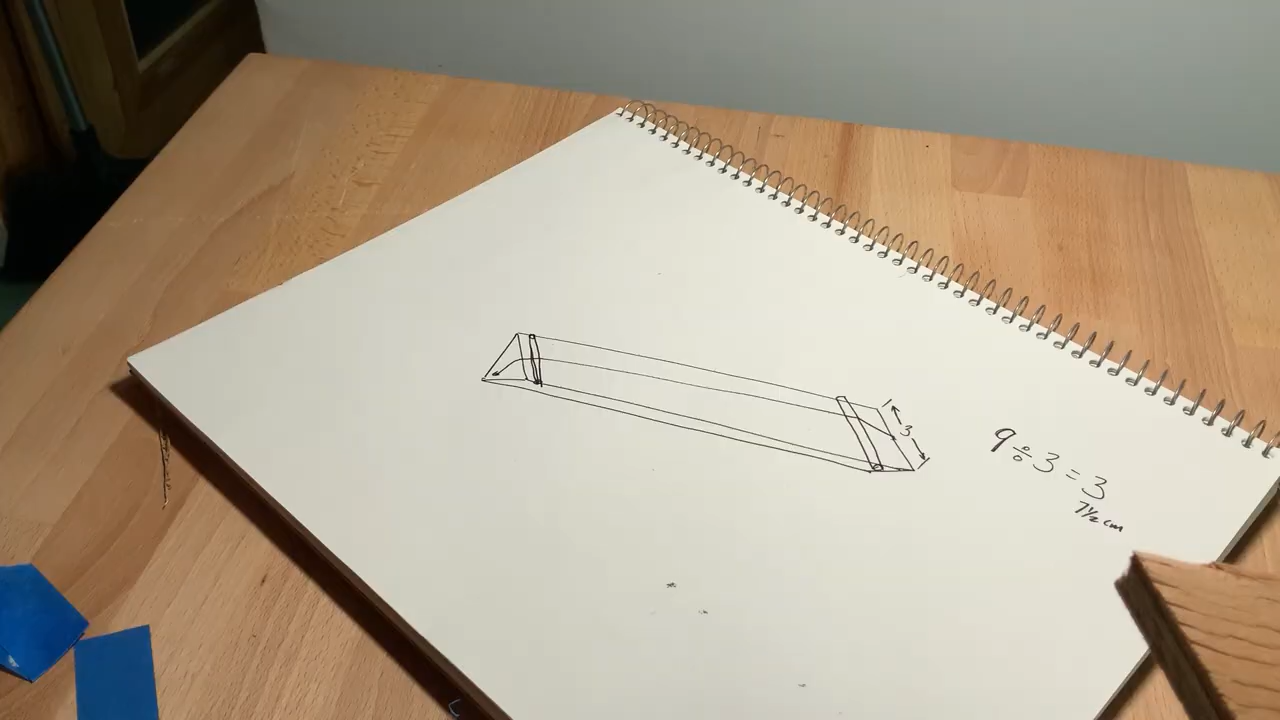 3
9 ÷ 3 = 3
7½ cm